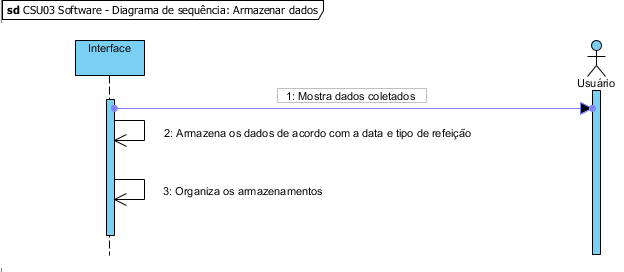 sd CSU03 Software - Diagrama de sequência: Armazenar dados
Interface
Usuário
1: Mostra dados coletados
2: Armazena os dados de acordo com a data e tipo de refeição
3: Organiza os armazenamentos